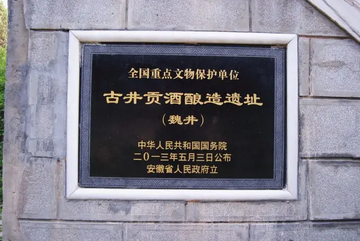 全国重点文物保护单位
古井贡酒酿造遗址
（魏井）
中华人民共和国国务院
二〇一三年五月三日公布
安徽省人民政府立